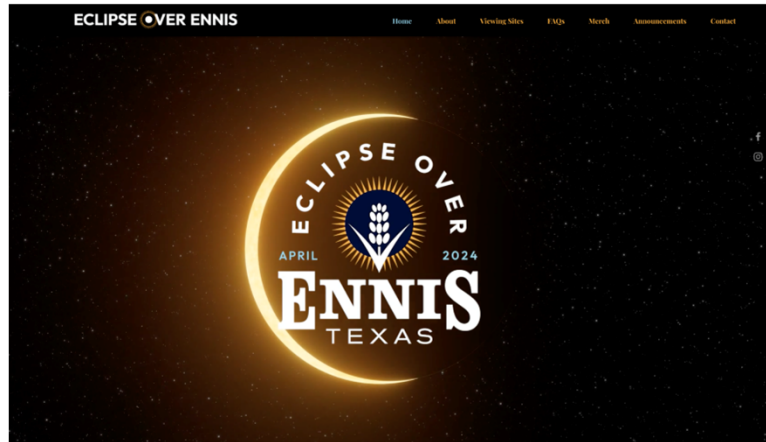 ECLIPSE OVER ENNIS
Home About Viewing Sites FAQs Merch Announcements Contact
ECLIPSE OVER
APRIL 2024
ENNIS
TEXAS